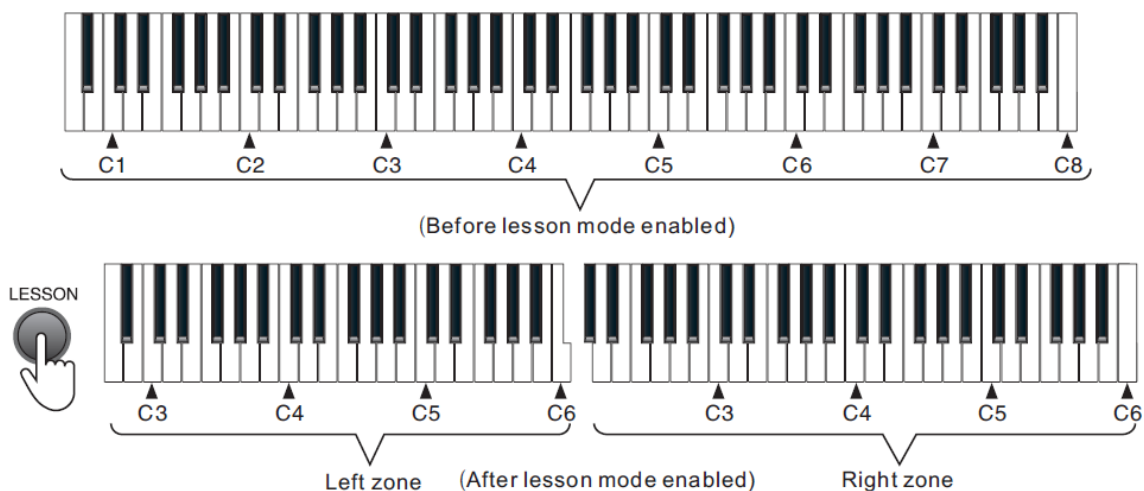 C1 C2 C3 C4 C5 C6 C7 C8
(Before lesson mode enabled)
LESSON
C3 C4 C5 C6 C3 C4 C5 C6
Left zone (After lesson mode enabled) Right zone